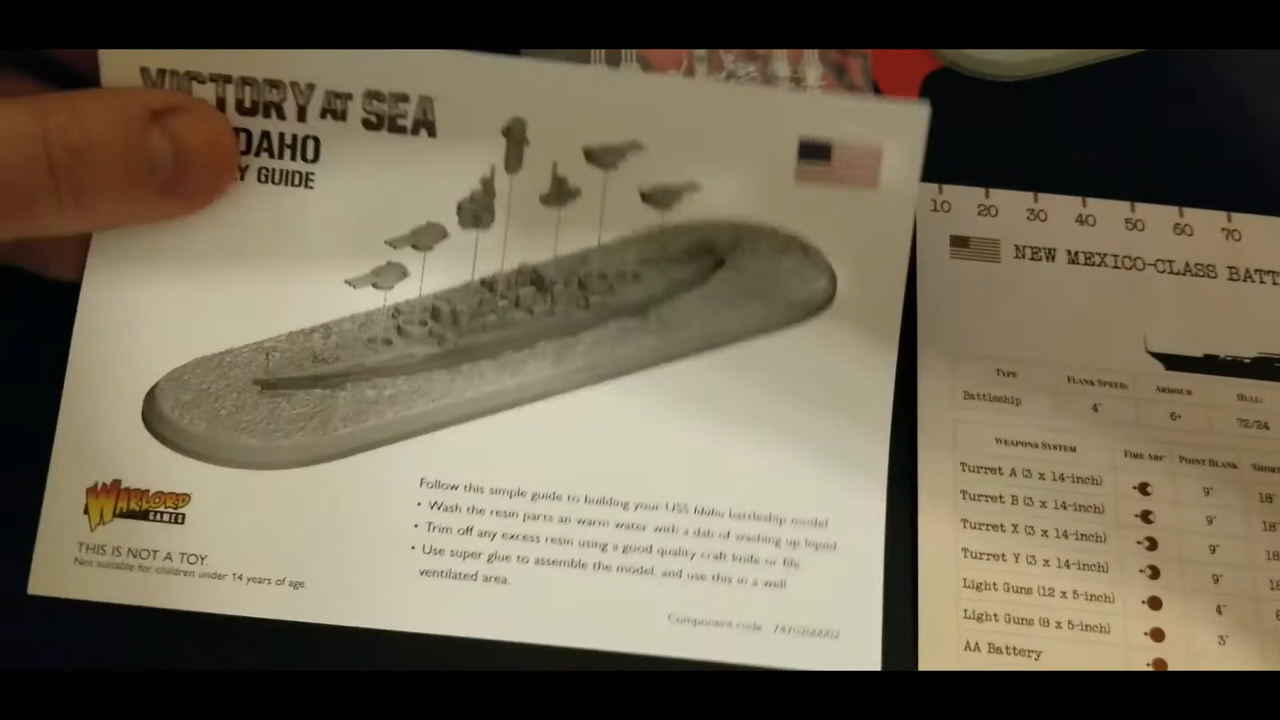 VICTORY AT SEA
IDAHO
Y GUIDE
WARLORD
GAMES
THIS IS NOT A TOY.
Not suitable for children under 14 years of age.
Follow this simple guide to building your USS Idaho battleship model
• Wash the resin parts an warm water with a dab of washing up liquid
• Trim off any excess resin using a good quality craft knife or file
• Use super glue to assemble the model, and use this in a well
ventilated area.
Component code
10 20 30 40 50 60 70
NEW MEXICO-CLASS BATT
TYPE FLANK SPEED: ARMOUR HULL:
Battleship 4" 6+ 72/24
WEAPONS SYSTEM FIRE ARC POINT BLANK SHORT
Turret A (3 x 14-inch) 9" 18"
Turret B (3 x 14-inch) 9" 18"
Turret X (3 x 14-inch) 9" 18
Turret Y (3 x 14-inch) 9" 18
Light Guns (12 x 5-inch) 4"
Light Guns (8 x 5-inch) 3"
AA Battery